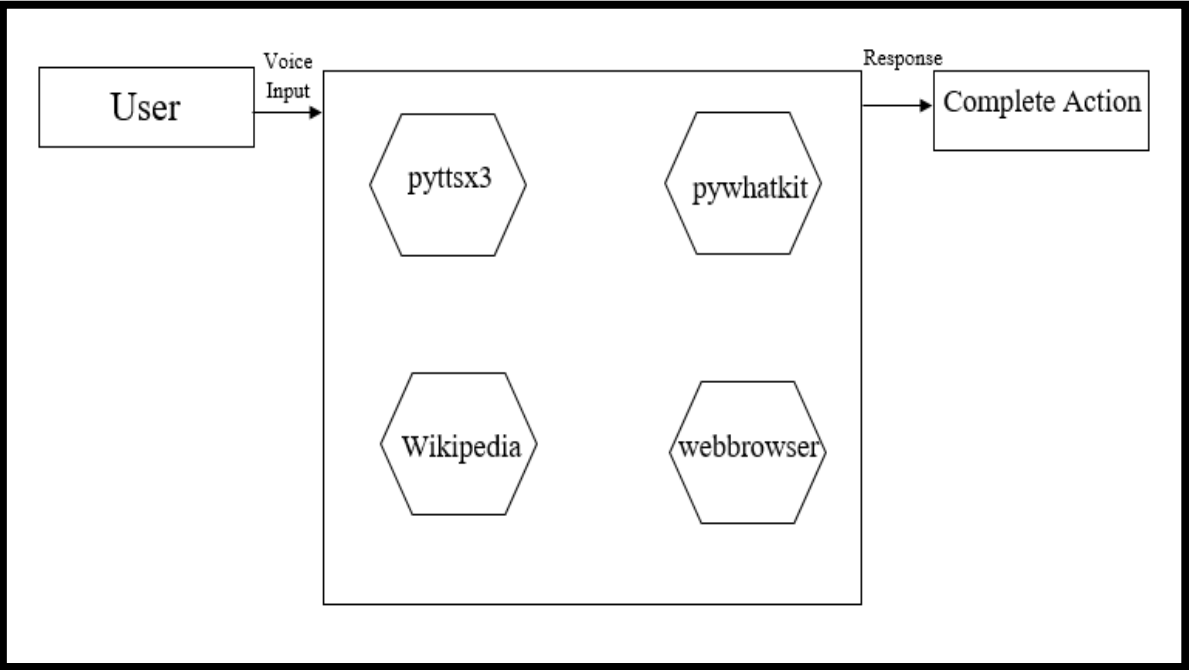 User
Voice
Input
pyttsx3
pywhatkit
Wikipedia
webbrowser
Response
Complete Action